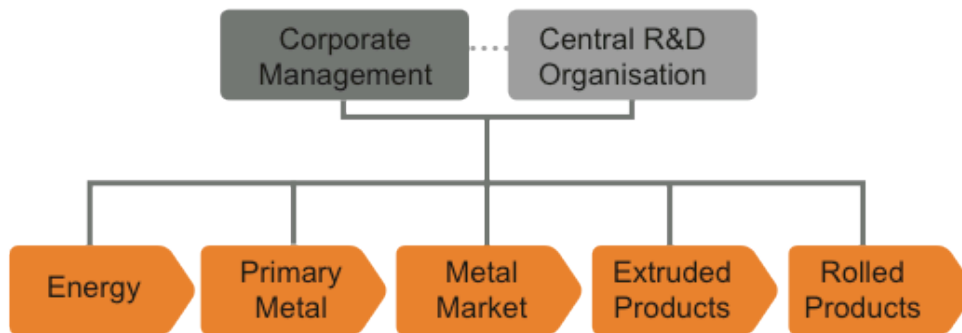 Corporate
Management
Central R&D
Organisation
Energy
Primary
Metal
Metal
Market
Extruded
Products
Rolled
Products